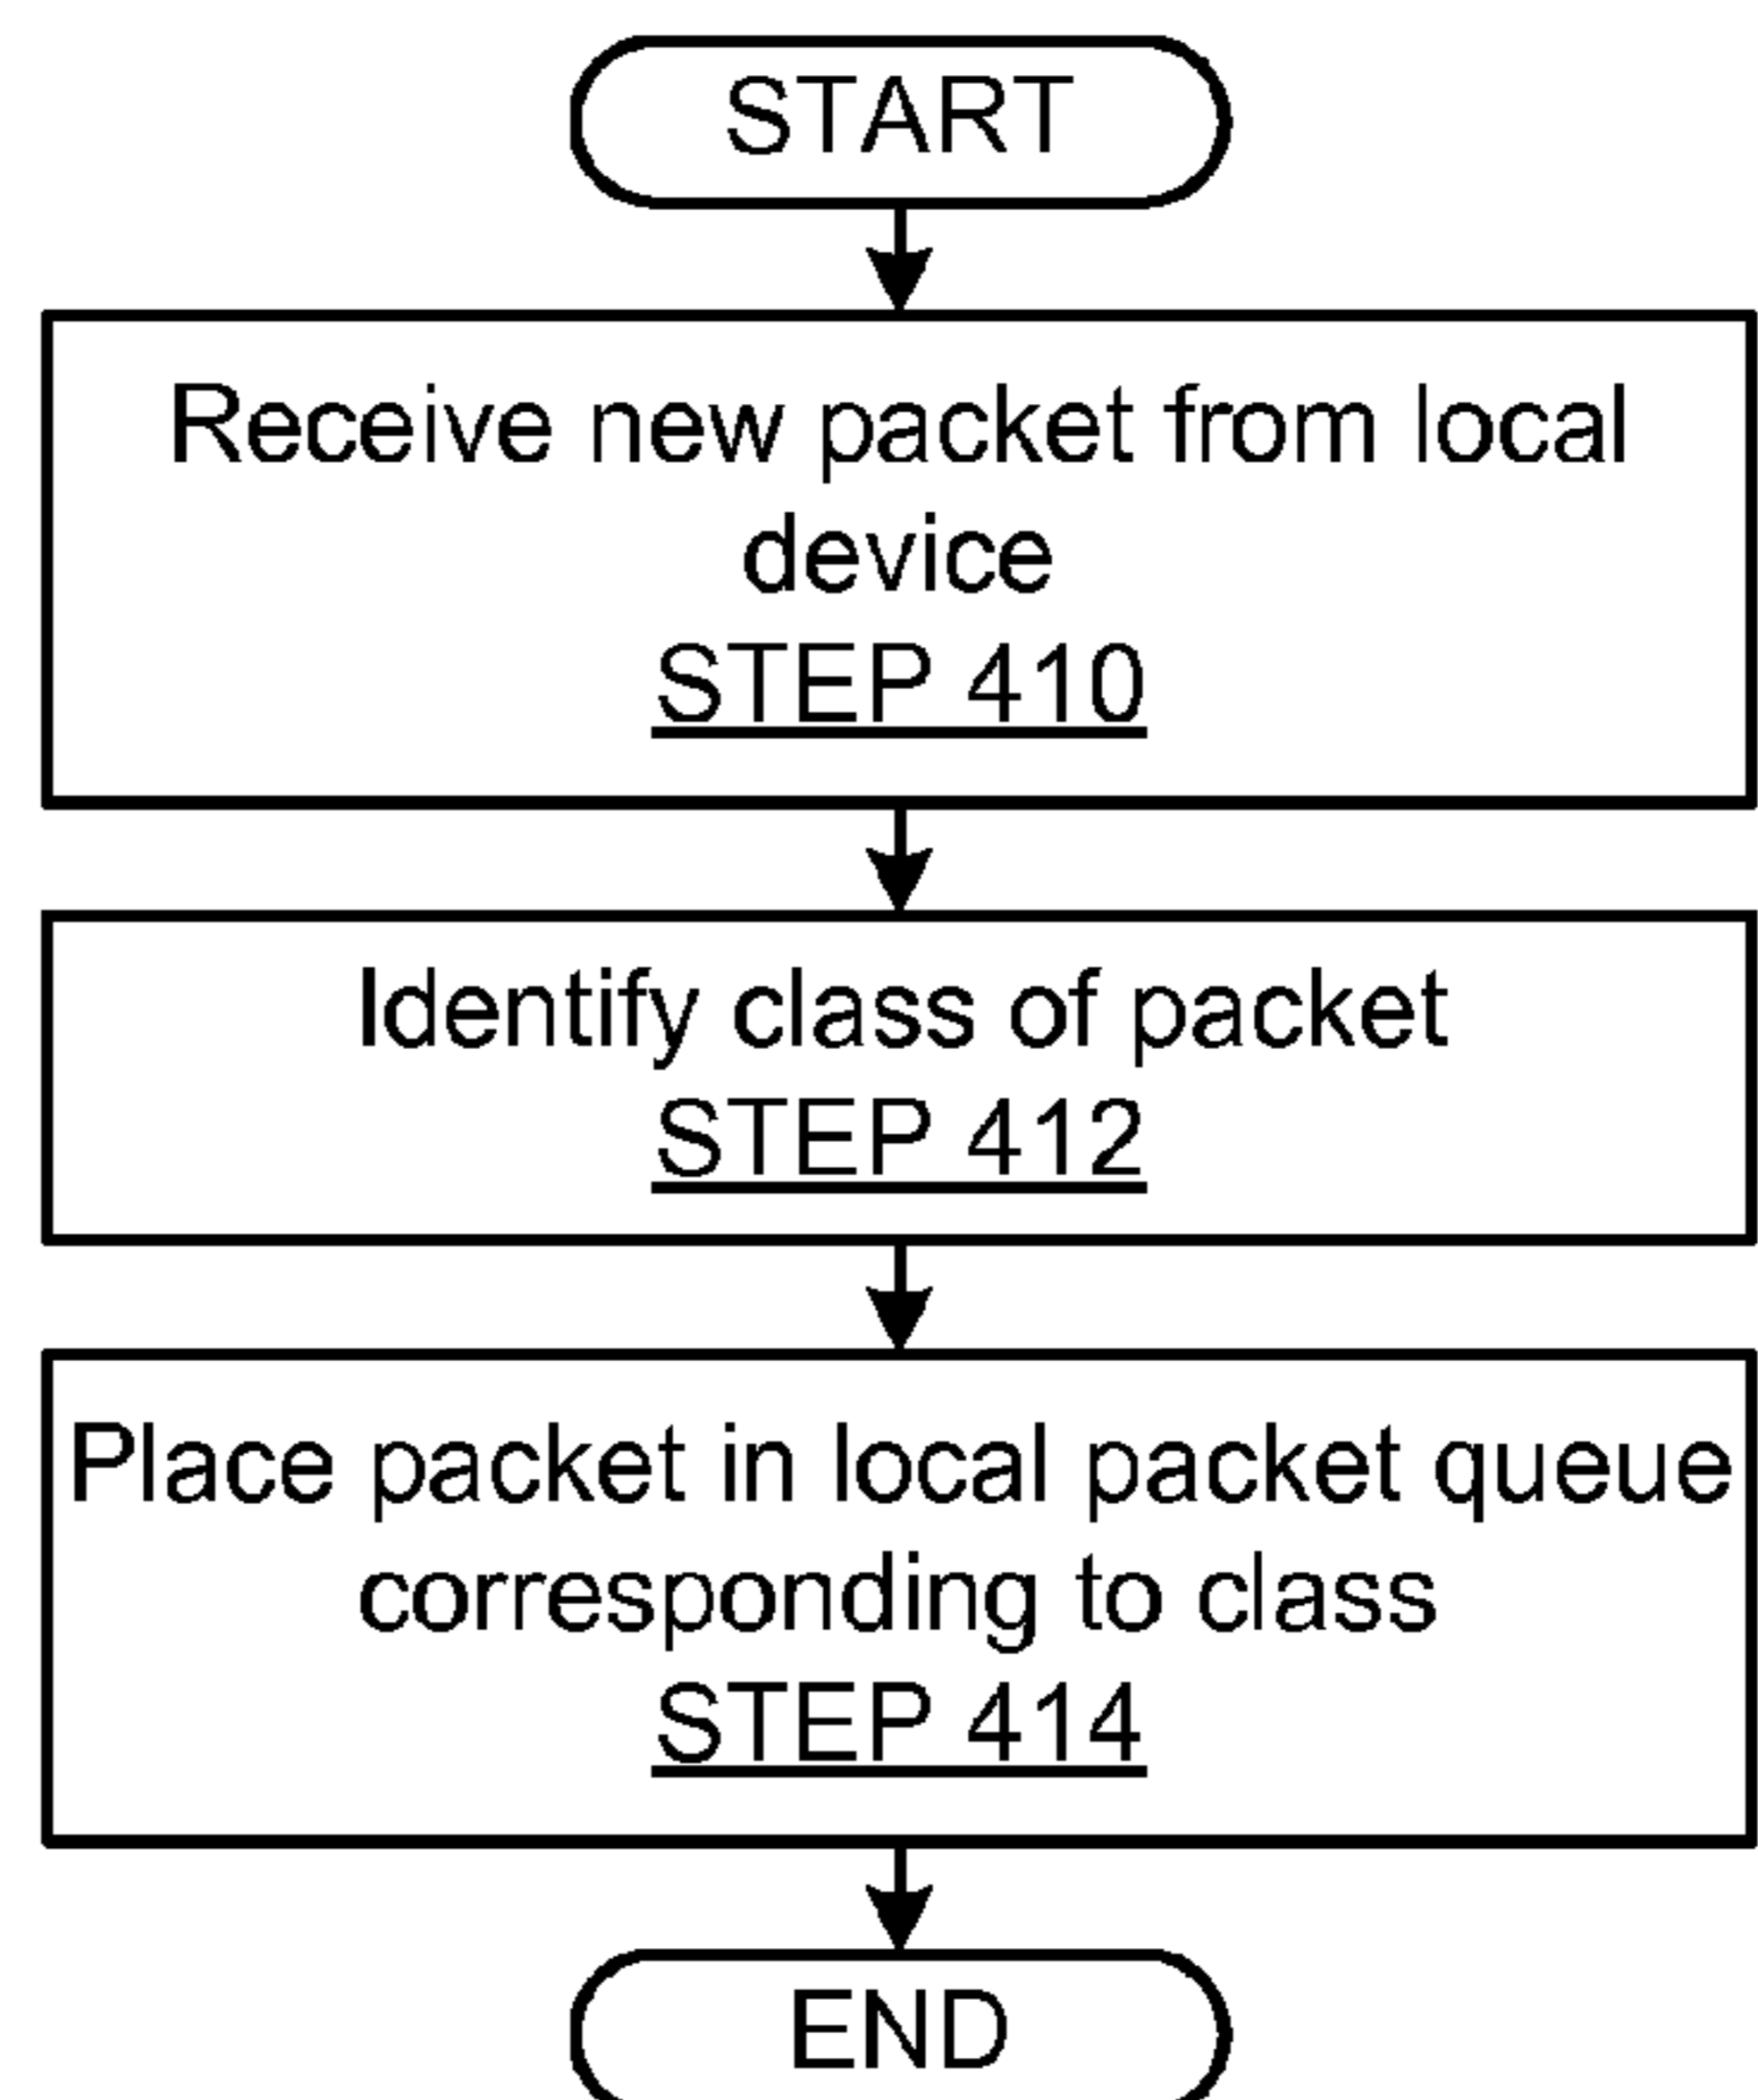 START
Receive new packet from local
device
STEP 410
Identify class of packet
STEP 412
Place packet in local packet queue
corresponding to class
STEP 414
END